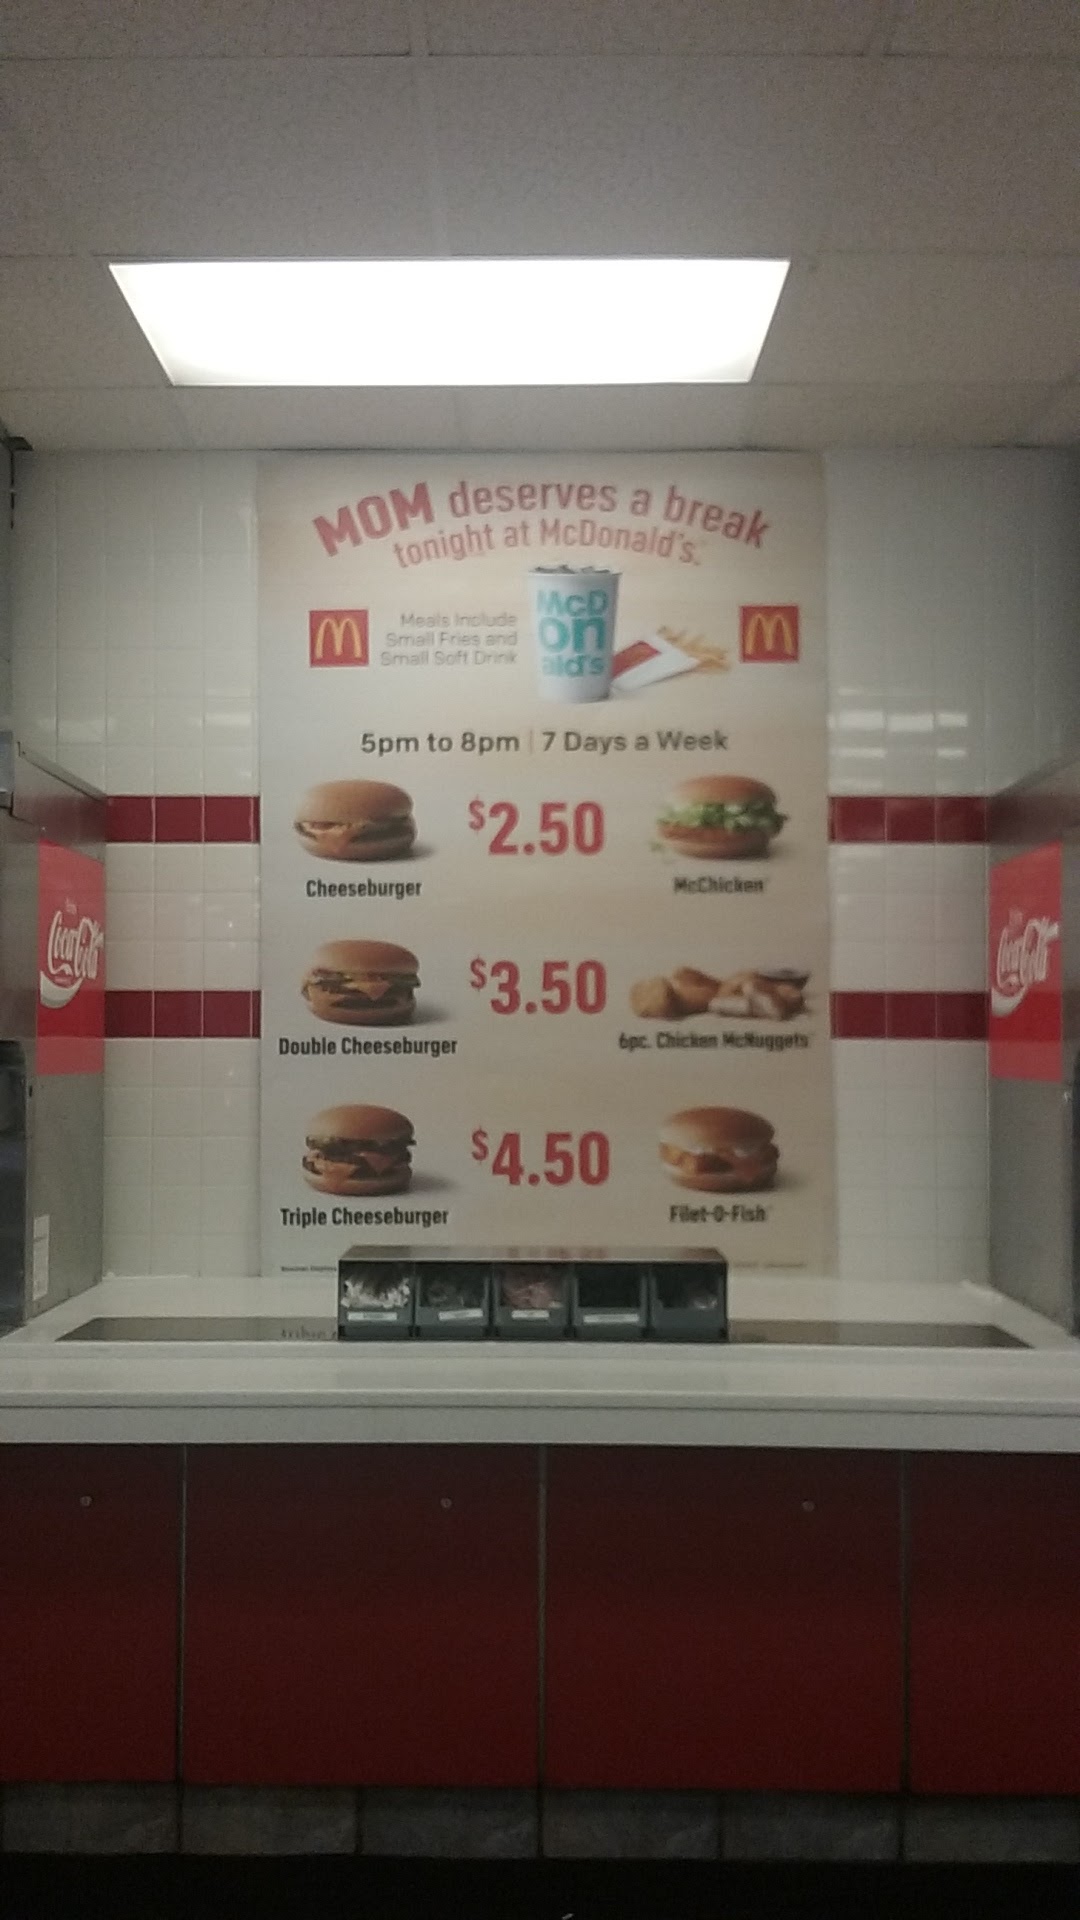 MOM deserves a break
tonight at McDonald's.
Meals Include
Small Fries and
Small Soft Drink
McD
on
ald's
5pm to 8pm | 7 Days a Week
$2.50
Cheeseburger
McChicken
$3.50
Double Cheeseburger
6pc. Chicken McNuggets
$4.50
Triple Cheeseburger
Filet-O-Fish
Coca-Cola
Coca-Cola